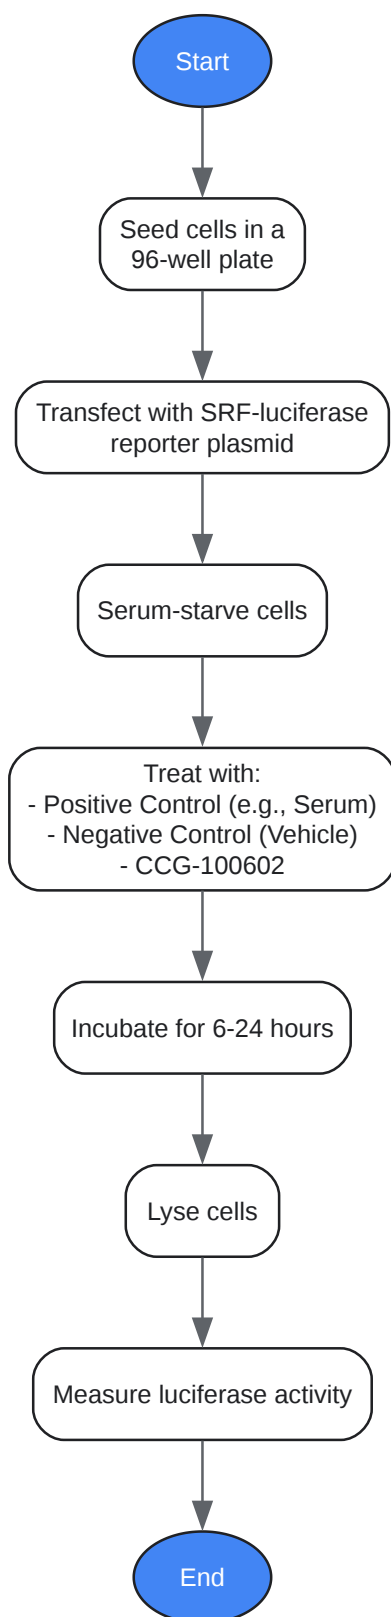 Start
Seed cells in a
96-well plate
Transfect with SRF-luciferase
reporter plasmid
Serum-starve cells
Treat with:
- Positive Control (e.g., Serum)
- Negative Control (Vehicle)
- CCG-100602
Incubate for 6-24 hours
Lyse cells
Measure luciferase activity
End